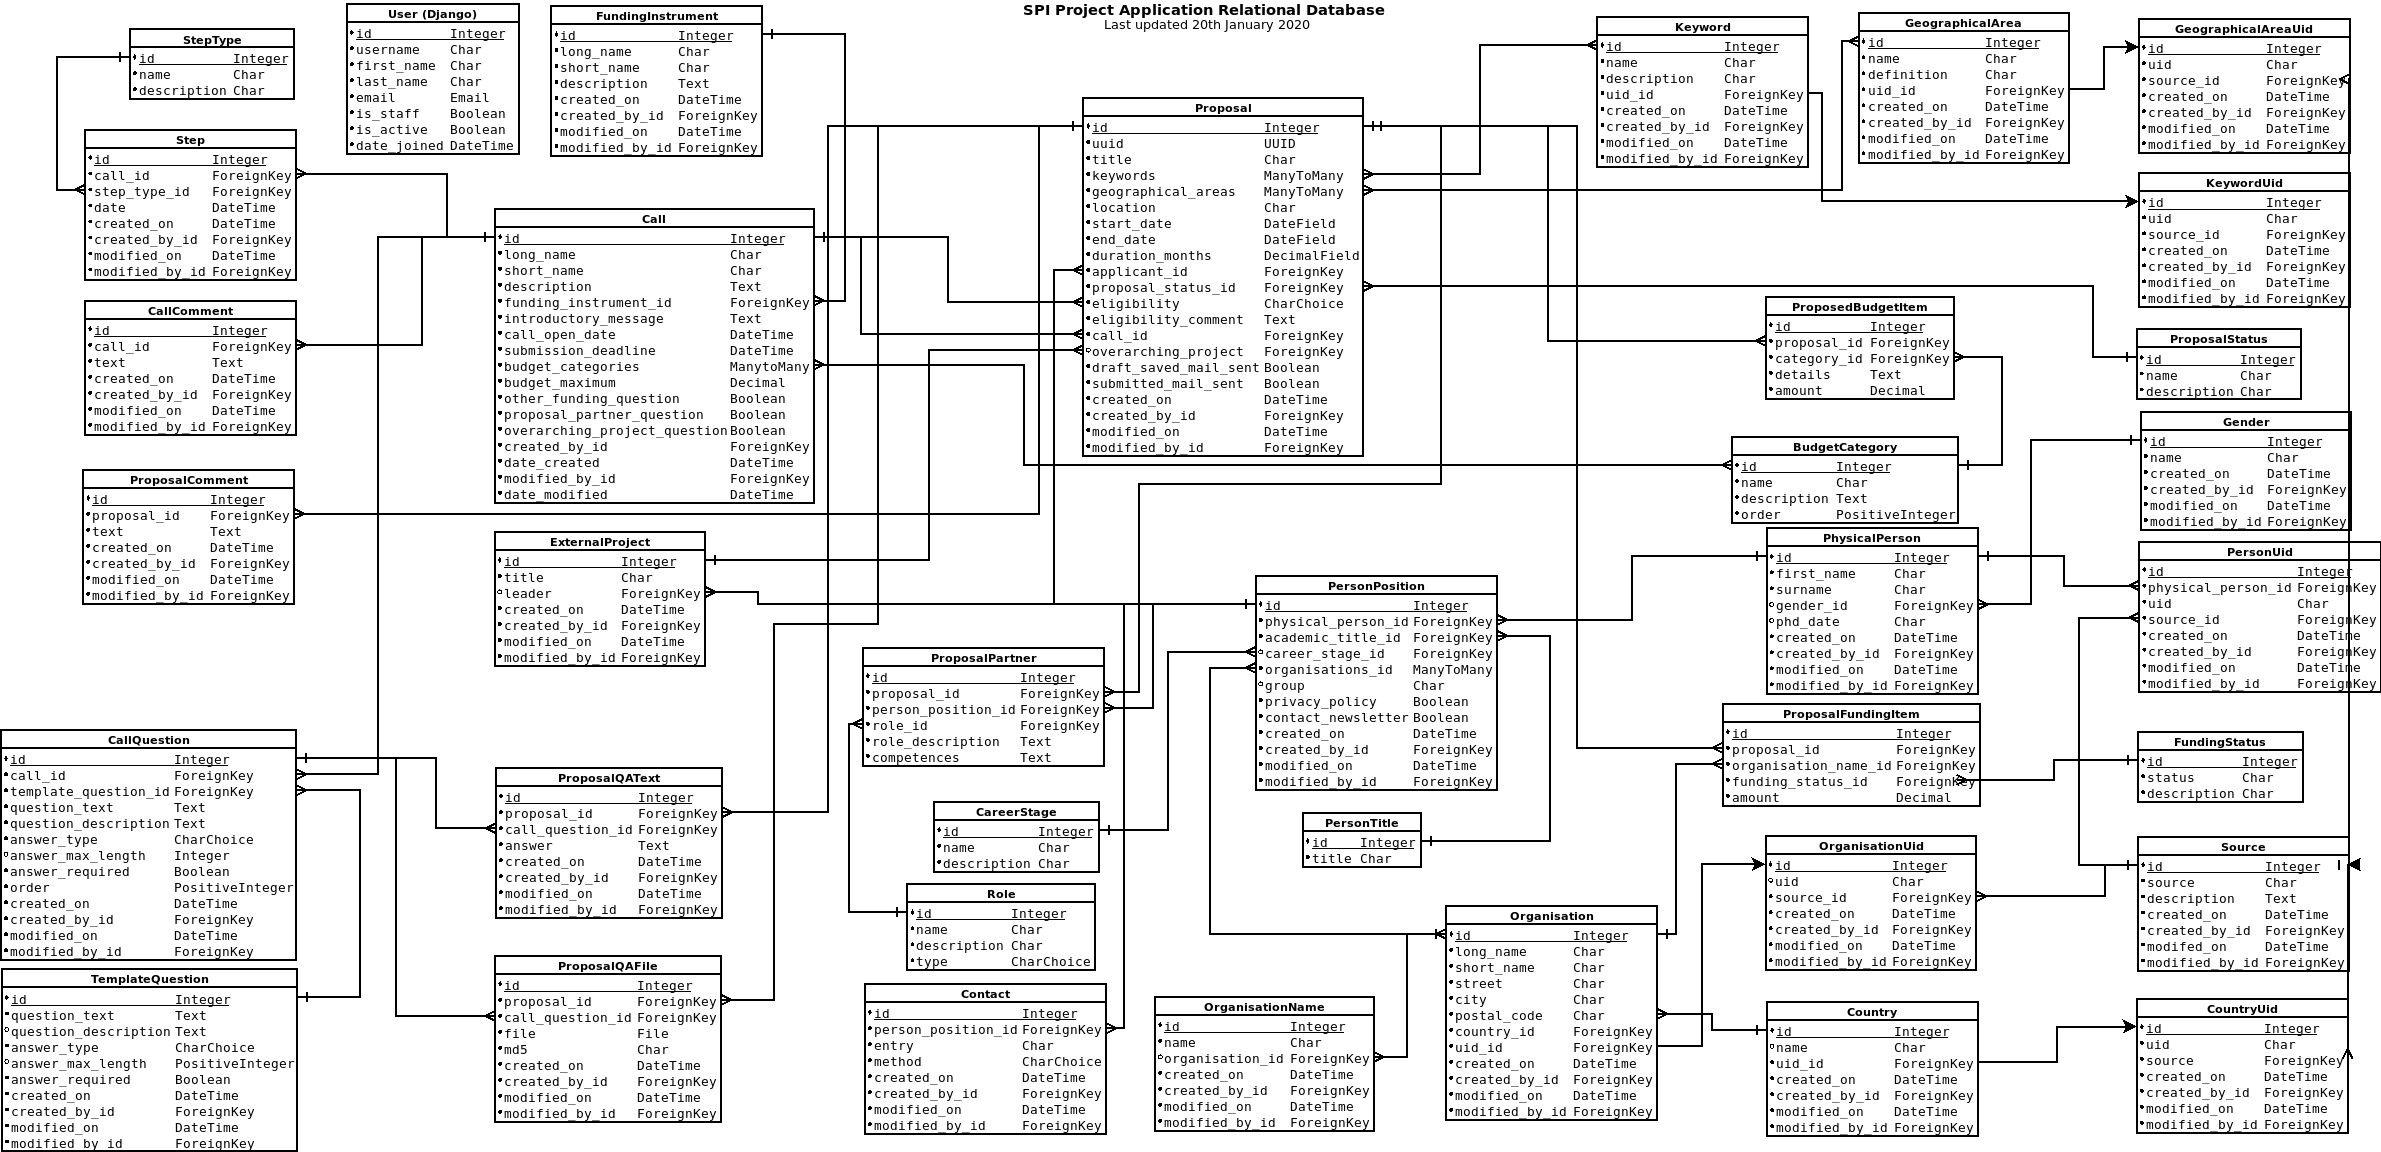 SPI Project Application Relational Database
Last updated 20th January 2020
StepType
id Integer
name Char
description Char
User (Django)
id Integer
username Char
first_name Char
last_name Char
email Email
is_staff Boolean
is_active Boolean
date_joined DateTime
FundingInstrument
id Integer
long_name Char
short_name Char
description Text
created_on DateTime
created_by_id ForeignKey
modified_on DateTime
modified_by_id ForeignKey
Step
id Integer
call_id ForeignKey
step_type_id ForeignKey
date DateTime
created_on DateTime
created_by_id ForeignKey
modified_on DateTime
modified_by_id ForeignKey
CallComment
id Integer
call_id ForeignKey
text Text
created_on DateTime
created_by_id ForeignKey
modified_on DateTime
modified_by_id ForeignKey
ProposalComment
id Integer
proposal_id ForeignKey
text Text
created_on DateTime
created_by_id ForeignKey
modified_on DateTime
modified_by_id ForeignKey
CallQuestion
id Integer
call_id ForeignKey
template_question_id ForeignKey
question_text Text
question_description Text
answer_type CharChoice
answer_max_length Integer
answer_required Boolean
order PositiveInteger
created_on DateTime
created_by_id ForeignKey
modified_on DateTime
modified_by_id ForeignKey
TemplateQuestion
id Integer
question_text Text
question_description Text
answer_type CharChoice
answer_max_length PositiveInteger
answer_required Boolean
created_on DateTime
created_by_id ForeignKey
modified_on DateTime
modified_by_id ForeignKey
Call
id Integer
long_name Char
short_name Char
description Text
funding_instrument_id ForeignKey
introductory_message Text
call_open_date DateTime
submission_deadline DateTime
budget_categories ManytoMany
budget_maximum Decimal
other_funding_question Boolean
proposal_partner_question Boolean
overarching_project_question Boolean
created_by_id ForeignKey
date_created DateTime
modified_by_id ForeignKey
date_modified DateTime
ExternalProject
id Integer
title Char
leader ForeignKey
created_on DateTime
created_by_id ForeignKey
modified_on DateTime
modified_by_id ForeignKey
ProposalQAText
id Integer
proposal_id ForeignKey
call_question_id ForeignKey
answer Text
created_on DateTime
created_by_id ForeignKey
modified_on DateTime
modified_by_id ForeignKey
ProposalQAFile
id Integer
proposal_id ForeignKey
call_question_id ForeignKey
file File
md5 Char
created_on DateTime
created_by_id ForeignKey
modified_on DateTime
modified_by_id ForeignKey
Proposal
id Integer
uuid UUID
title Char
keywords ManyToMany
geographical_areas ManyToMany
location Char
start_date DateField
end_date DateField
duration_months DecimalField
applicant_id ForeignKey
proposal_status_id ForeignKey
eligibility CharChoice
eligibility_comment Text
call_id ForeignKey
overarching_project ForeignKey
draft_saved_mail_sent Boolean
submitted_mail_sent Boolean
created_on DateTime
created_by_id ForeignKey
modified_on DateTime
modified_by_id ForeignKey
ProposalPartner
id Integer
proposal_id ForeignKey
person_position_id ForeignKey
role_id ForeignKey
role_description Text
competences Text
CareerStage
id Integer
name Char
description Char
Role
id Integer
name Char
description Char
type CharChoice
Contact
id Integer
person_position_id ForeignKey
entry Char
method CharChoice
created_on DateTime
created_by_id ForeignKey
modified_on DateTime
modified_by_id ForeignKey
PersonPosition
id Integer
physical_person_id ForeignKey
academic_title_id ForeignKey
career_stage_id ForeignKey
organisations_id ManyToMany
group Char
privacy_policy Boolean
contact_newsletter Boolean
created_on DateTime
created_by_id ForeignKey
modified_on DateTime
modified_by_id ForeignKey
PersonTitle
id Integer
title Char
OrganisationName
id Integer
name Char
organisation_id ForeignKey
created_on DateTime
created_by_id ForeignKey
modified_on DateTime
modified_by_id ForeignKey
Organisation
id Integer
long_name Char
short_name Char
street Char
city Char
postal_code Char
country_id ForeignKey
uid_id ForeignKey
created_on DateTime
created_by_id ForeignKey
modified_on DateTime
modified_by_id ForeignKey
Keyword
id Integer
name Char
description Char
uid_id ForeignKey
created_on DateTime
created_by_id ForeignKey
modified_on DateTime
modified_by_id ForeignKey
GeographicalArea
id Integer
name Char
definition Char
uid_id ForeignKey
created_on DateTime
created_by_id ForeignKey
modified_on DateTime
modified_by_id ForeignKey
ProposedBudgetItem
id Integer
proposal_id ForeignKey
category_id ForeignKey
details Text
amount Decimal
BudgetCategory
id Integer
name Char
description Text
order PositiveInteger
PhysicalPerson
id Integer
first_name Char
surname Char
gender_id ForeignKey
phd_date Char
created_on DateTime
created_by_id ForeignKey
modified_on DateTime
modified_by_id ForeignKey
ProposalFundingItem
id Integer
proposal_id ForeignKey
organisation_name_id ForeignKey
funding_status_id ForeignKey
amount Decimal
OrganisationUid
id Integer
uid Char
source_id ForeignKey
created_on DateTime
created_by_id ForeignKey
modified_on DateTime
modified_by_id ForeignKey
Country
id Integer
name Char
uid_id ForeignKey
created_on DateTime
created_by_id ForeignKey
modified_on DateTime
modified_by_id ForeignKey
GeographicalAreaUid
id Integer
uid Char
source_id ForeignKey
created_on DateTime
created_by_id ForeignKey
modified_on DateTime
modified_by_id ForeignKey
KeywordUid
id Integer
uid Char
source_id ForeignKey
created_on DateTime
created_by_id ForeignKey
modified_on DateTime
modified_by_id ForeignKey
ProposalStatus
id Integer
name Char
description Char
Gender
id Integer
name Char
created_on DateTime
created_by_id ForeignKey
modified_on DateTime
modified_by_id ForeignKey
PersonUid
id Integer
physical_person_id ForeignKey
uid Char
source_id ForeignKey
created_on DateTime
created_by_id ForeignKey
modified_on DateTime
modified_by_id ForeignKey
FundingStatus
id Integer
status Char
description Char
Source
id Integer
source Char
description Text
created_on DateTime
created_by_id ForeignKey
modifed_on DateTime
modified_by_id ForeignKey
CountryUid
id Integer
uid Char
source ForeignKey
created_on DateTime
created_by_id ForeignKey
modified_on DateTime
modified_by_id ForeignKey